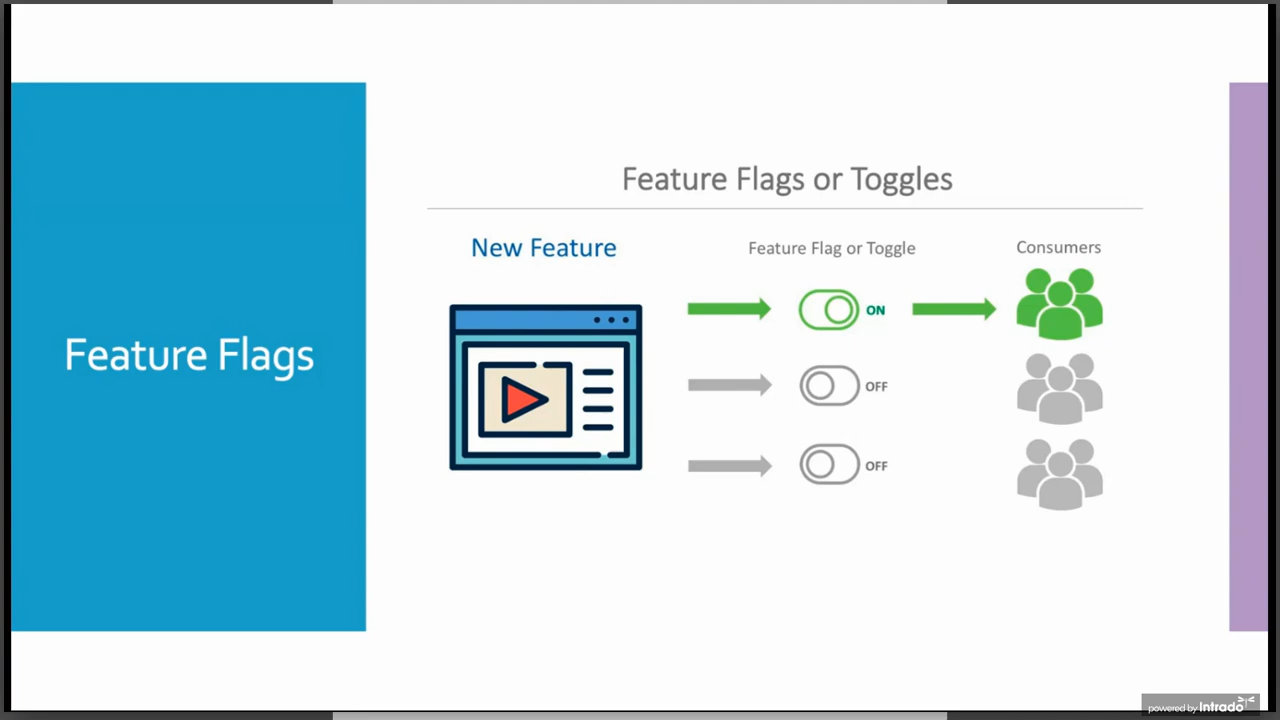 Feature Flags
Feature Flags or Toggles
New Feature
Feature Flag or Toggle
Consumers
ON
OFF
OFF
powered by Intrado